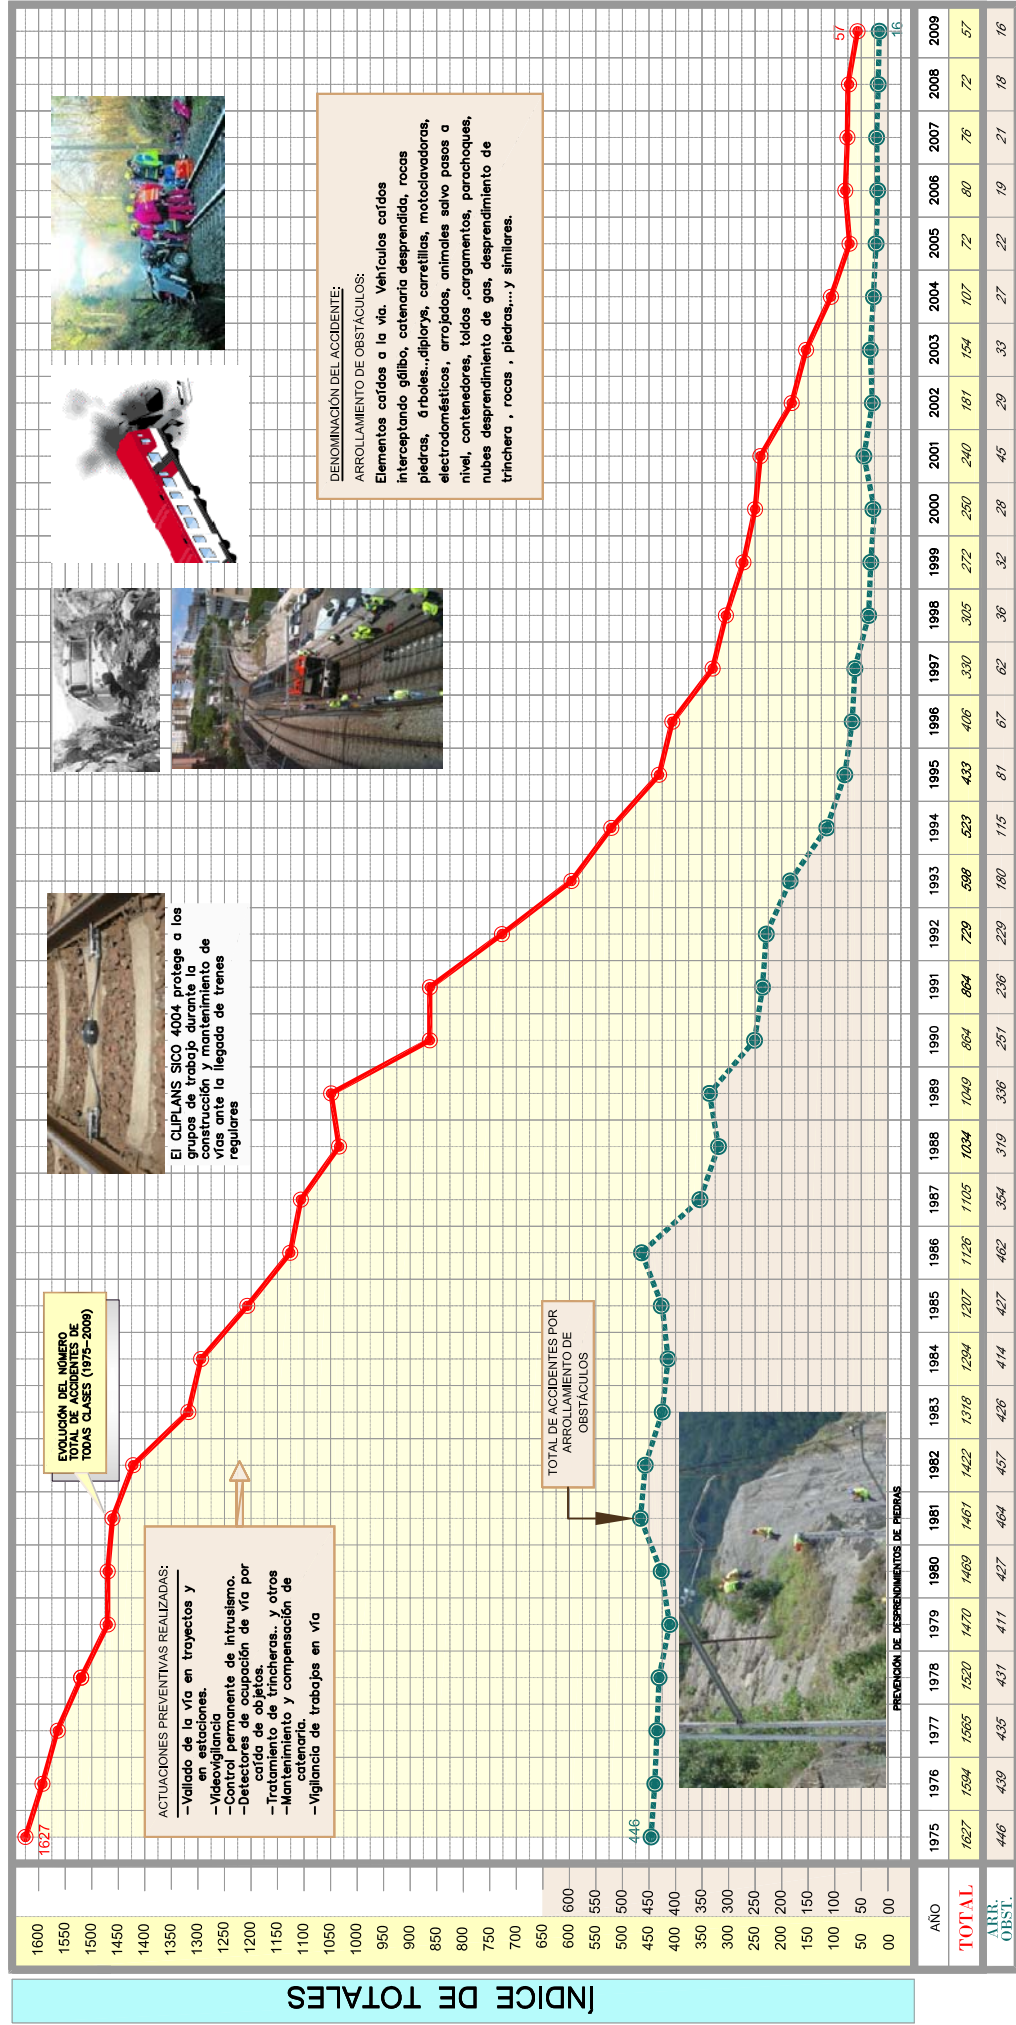 ÍNDICE DE TOTALES
EVOLUCIÓN DEL NÚMERO
TOTAL DE ACCIDENTES DE
TODAS CLASES (1975-2009)
El CLIPLANS SICO 4004 protege a los
grupos de trabajo durante la
construcción y mantenimiento de
vías ante la llegada de trenes
regulares
ACTUACIONES PREVENTIVAS REALIZADAS:
-Vallado de la vía en trayectos y
en estaciones.
-Videovigilancia
-Control permanente de intrusismo.
-Detectores de ocupación de vía por
caída de objetos.
-Tratamiento de trincheras.. y otros
-Mantenimiento y compensación de
catenaria.
-Vigilancia de trabajos en vía
DENOMINACIÓN DEL ACCIDENTE:
ARROLLAMIENTO DE OBSTÁCULOS:
Elementos caídos a la vía. Vehículos caídos
interceptando gálibo, catenaria desprendida, rocas
piedras, árboles...,diplorys, carretillas, motoclavadoras,
electrodomésticos, arrojados, animales salvo pasos a
nivel, contenedores, toldos ,cargamentos, parachoques,
nubes desprendimiento de gas, desprendimiento de
trinchera , rocas , piedras,... y similares.
TOTAL DE ACCIDENTES POR
ARROLLAMIENTO DE
OBSTÁCULOS
PREVENCIÓN DE DESPRENDIMIENTOS DE PIEDRAS
1627
57
446
16
1600
1550
1500
1450
1400
1350
1300
1250
1200
1150
1100
1050
1000
950
900
850
800
750
700
650
600 600
550 550
500 500
450 450
400 400
350 350
300 300
250 250
200 200
150 150
100 100
50 50
00 00
AÑO 1975 1976 1977 1978 1979 1980 1981 1982 1983 1984 1985 1986 1987 1988 1989 1990 1991 1992 1993 1994 1995 1996 1997 1998 1999 2000 2001 2002 2003 2004 2005 2006 2007 2008 2009
TOTAL 1627 1594 1565 1520 1470 1469 1461 1422 1318 1294 1207 1126 1105 1034 1049 864 864 729 598 523 433 406 330 305 272 250 240 181 154 107 72 80 76 72 57
ARR.
OBST. 446 439 435 431 411 427 464 457 426 414 427 462 354 319 336 251 236 229 180 115 81 67 62 36 32 28 45 29 33 27 22 19 21 18 16